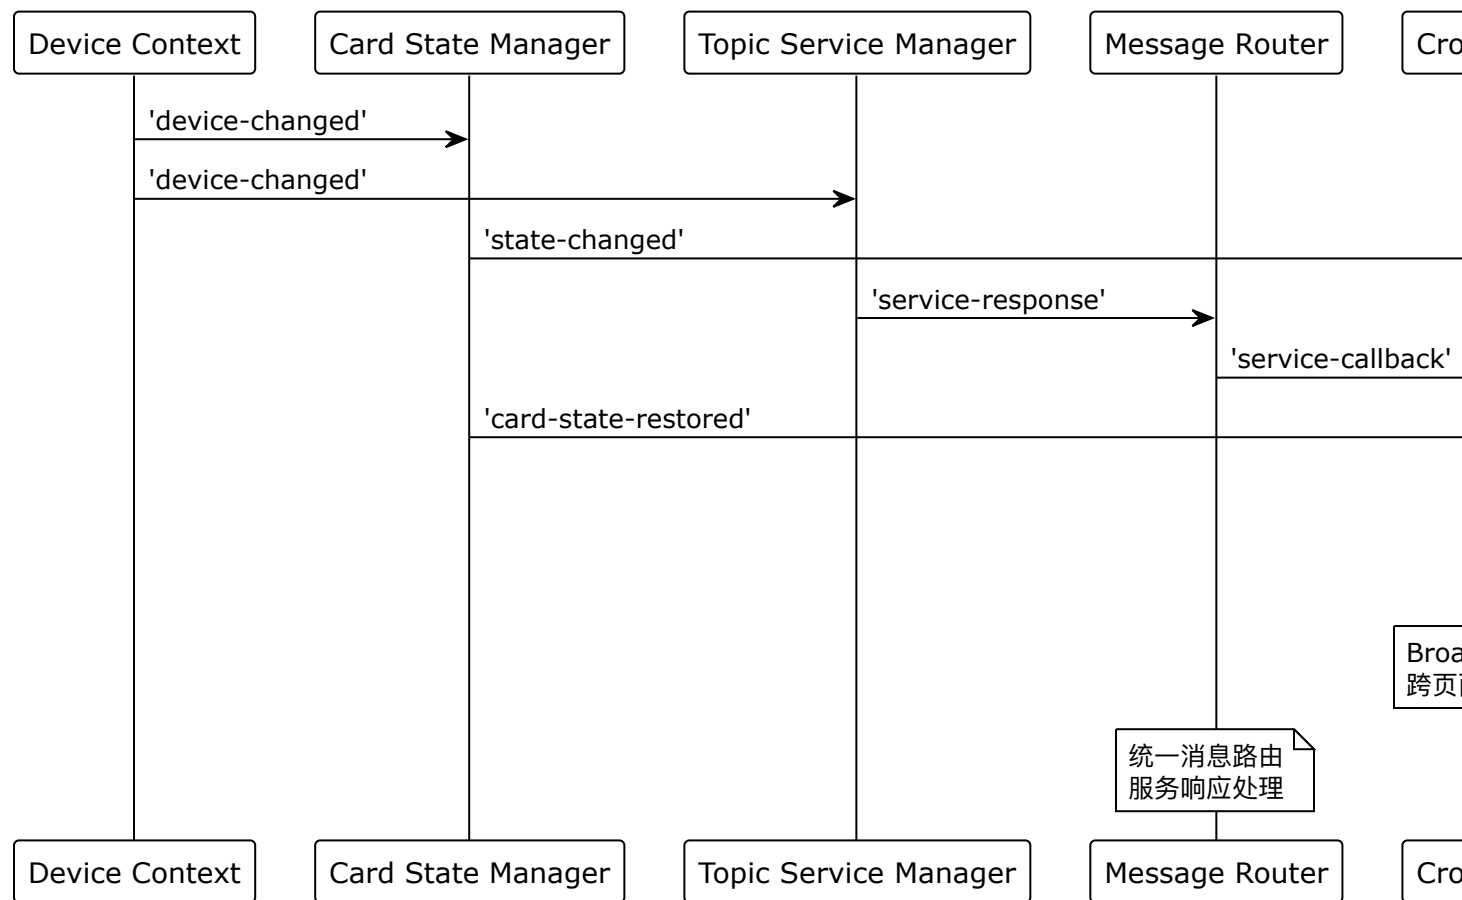 Device Context
Card State Manager
Topic Service Manager
Message Router
'device-changed'
'device-changed'
'state-changed'
'service-response'
'service-callback'
'card-state-restored'
统一消息路由
服务响应处理
Device Context
Card State Manager
Topic Service Manager
Message Router